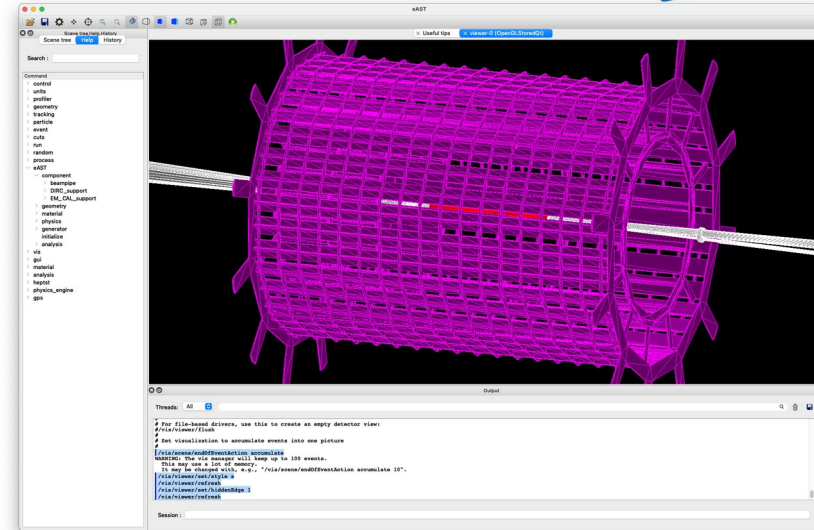 eAST
Scene tree,Help,History
Scene tree Help History
Search :
Command
control
units
profiler
geometry
tracking
particle
event
cuts
run
random
process
eAST
component
beampipe
DIRC_support
EM_CAL_support
geometry
material
physics
generator
initialize
analysis
vis
gui
material
analysis
heptst
physics_engine
gps
× Useful tips × viewer-0 (OpenGLStoredQt)
Output
Threads: All
#
# For file-based drivers, use this to create an empty detector view:
#/vis/viewer/flush
#
# Set visualization to accumulate events into one picture
#
/vis/scene/endOfEventAction accumulate
WARNING: The vis manager will keep up to 100 events.
This may use a lot of memory.
It may be changed with, e.g., "/vis/scene/endOfEventAction accumulate 10".
/vis/viewer/set/style s
/vis/viewer/refresh
/vis/viewer/set/hiddenEdge 1
/vis/viewer/refresh
Session :